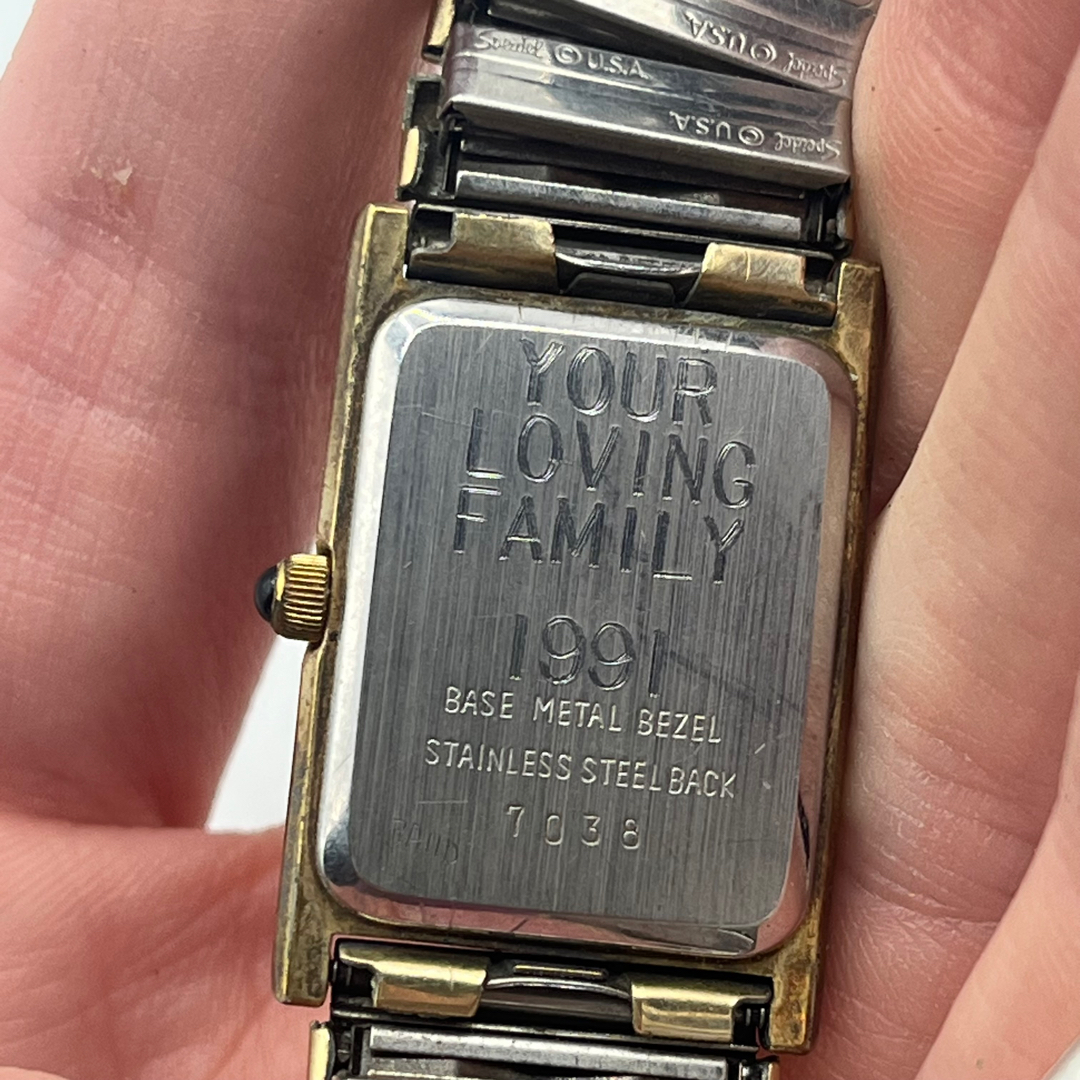 Speidel © U.S.A.
Speidel © U.S.A.
Speidel © U.S.A.
YOUR
LOVING
FAMILY
1991
BASE METAL BEZEL
STAINLESS STEEL BACK
7038